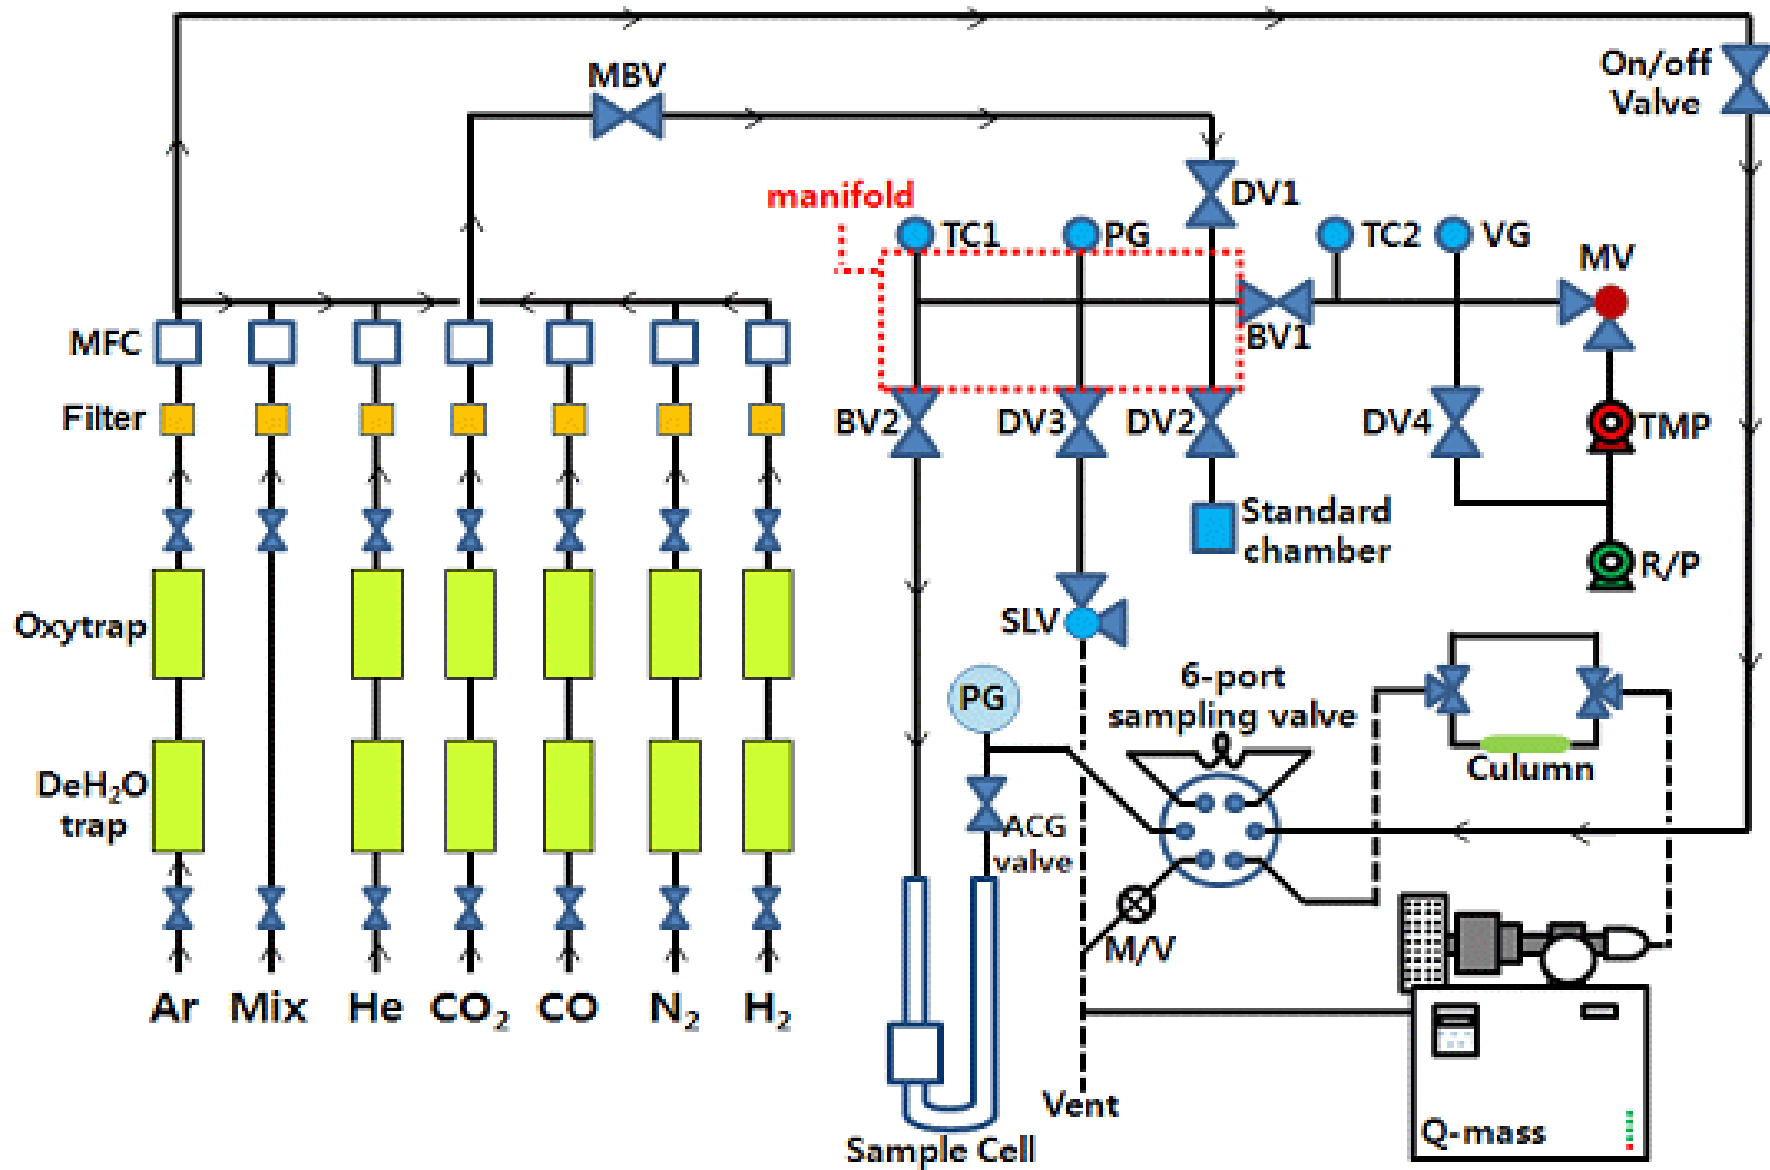 MBV
On/off
Valve
manifold
DV1
TC1
PG
TC2
VG
MV
MFC
BV1
Filter
BV2
DV3
DV2
DV4
TMP
Standard
chamber
R/P
Oxytrap
SLV
PG
6-port
sampling valve
Culumn
DeH₂O
trap
ACG
valve
M/V
Ar
Mix
He
CO₂
CO
N₂
H₂
Vent
Q-mass
Sample Cell